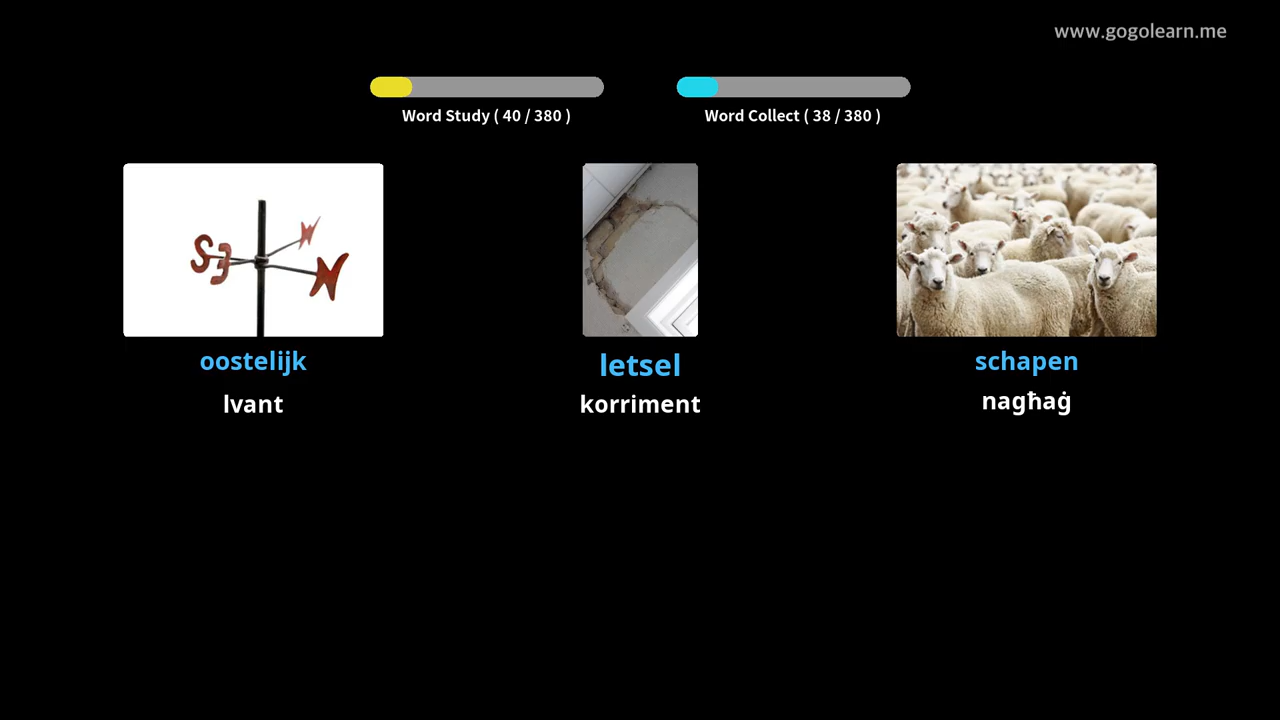 www.gogolearn.me
Word Study ( 40 / 380 )
Word Collect ( 38 / 380 )
S
E
N
oostelijk
lvant
letsel
korriment
schapen
nagħaġ